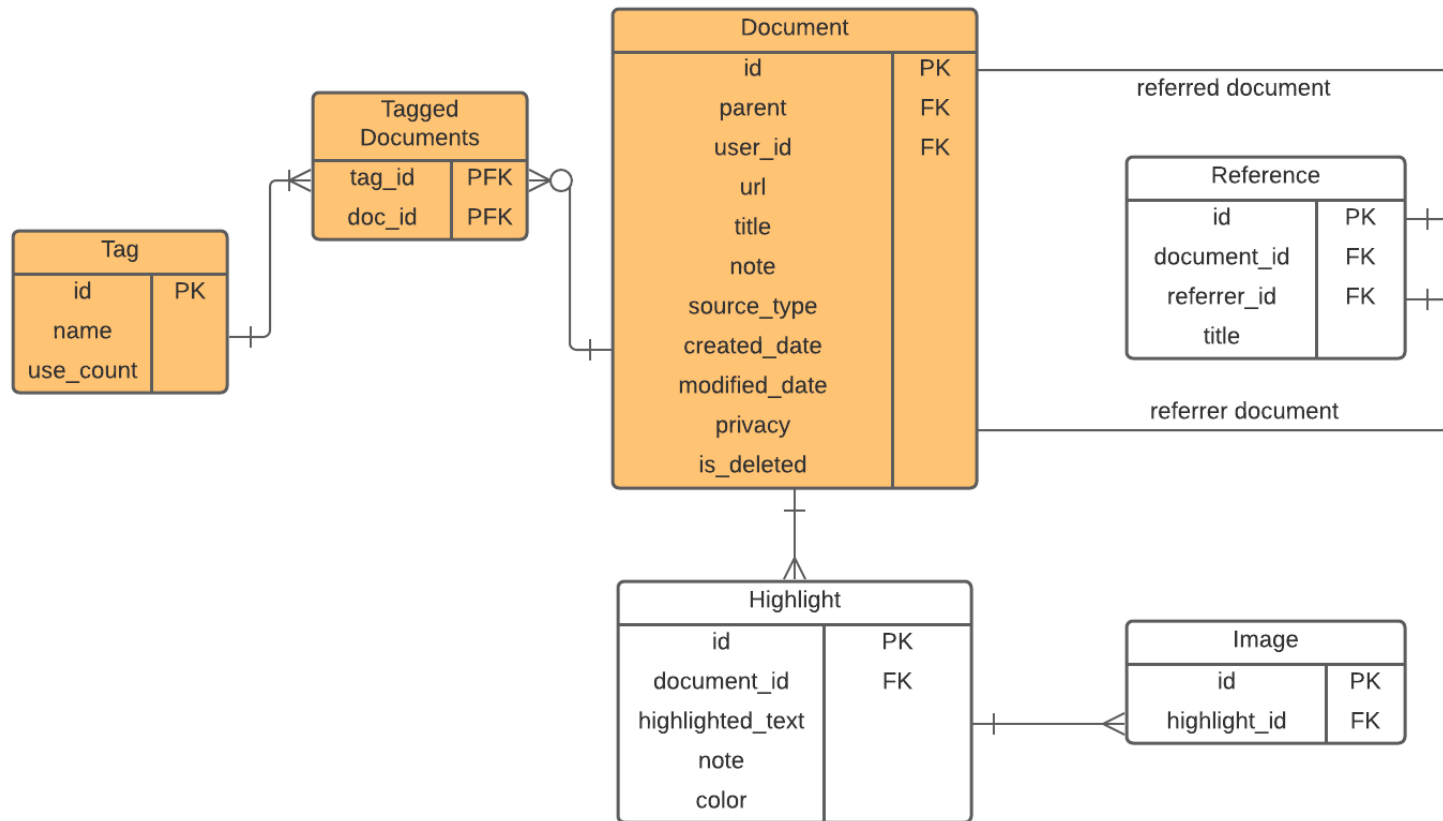 Document
id PK
parent FK
user_id FK
url
title
note
source_type
created_date
modified_date
privacy
is_deleted
referred document
referrer document
Tagged
Documents
tag_id PFK
doc_id PFK
Tag
id PK
name
use_count
Reference
id PK
document_id FK
referrer_id FK
title
Highlight
id PK
document_id FK
highlighted_text
note
color
Image
id PK
highlight_id FK